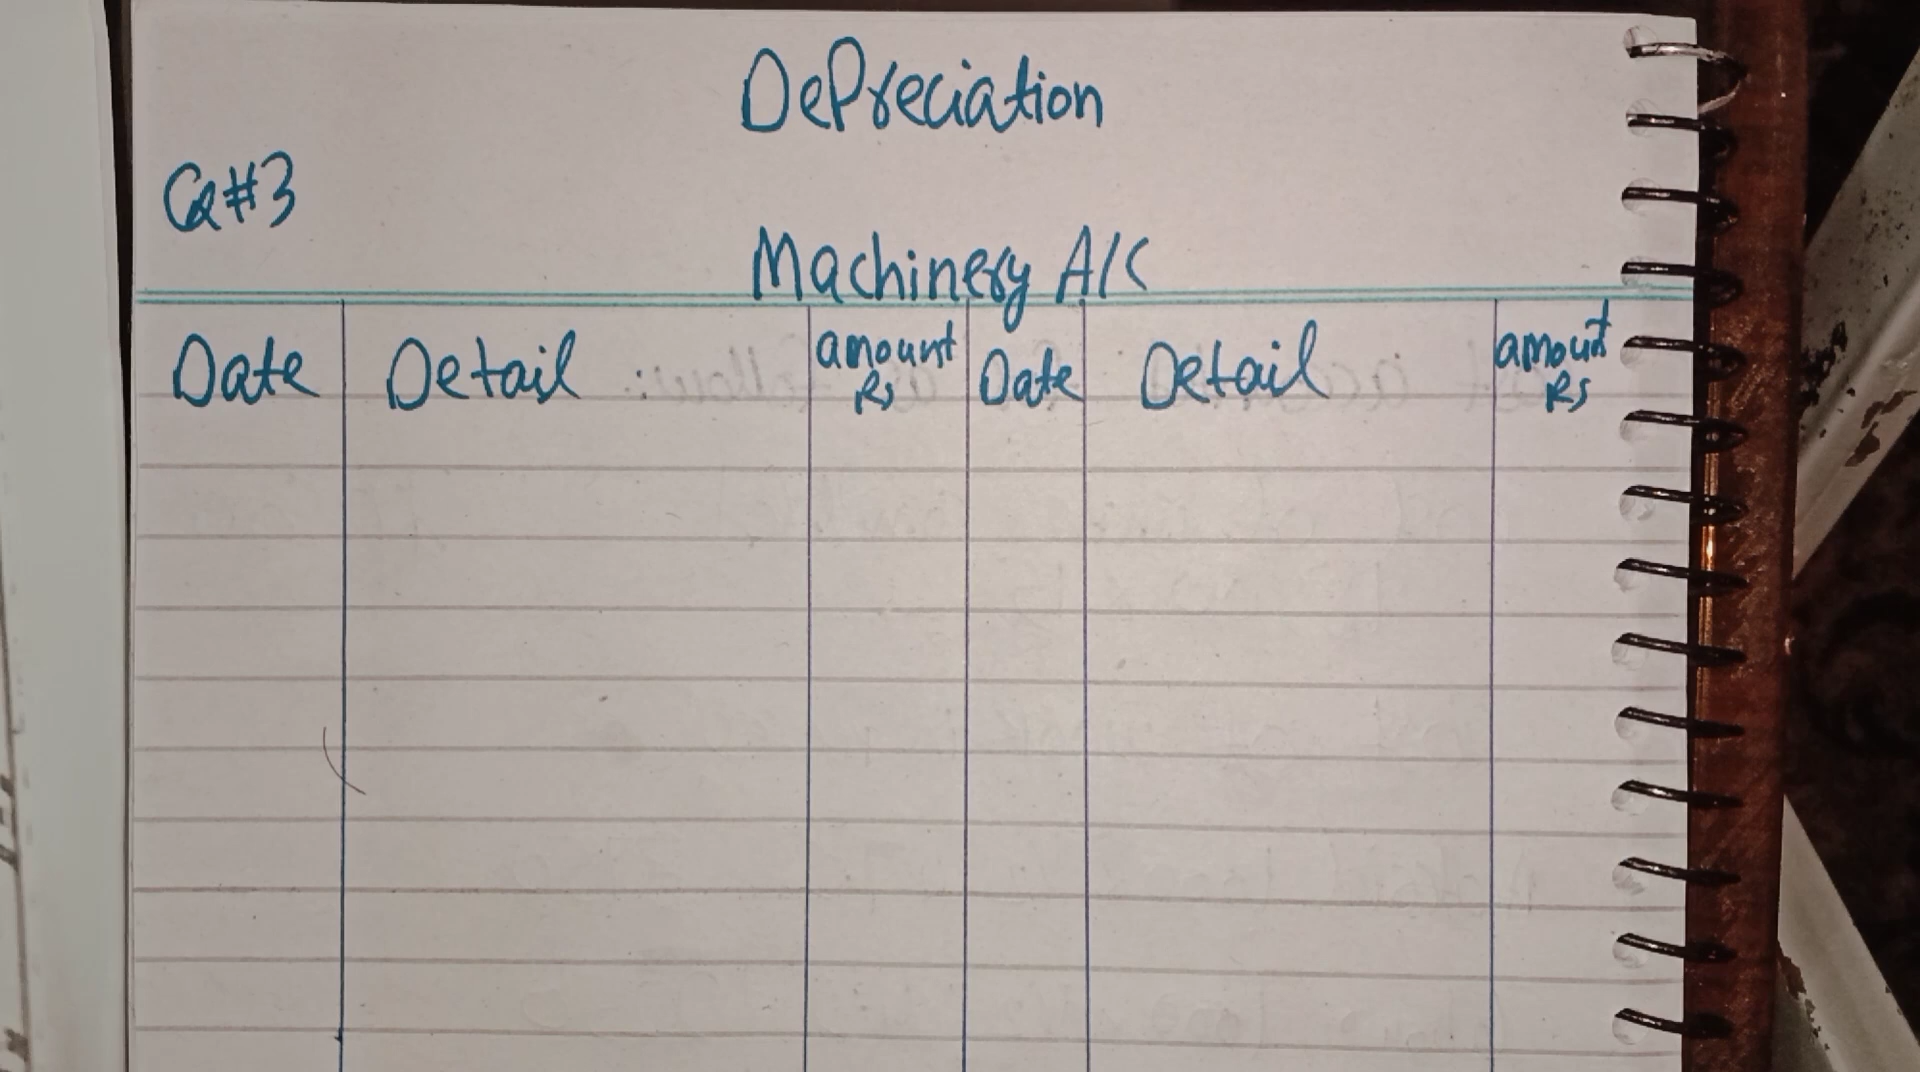 DePreciation
Q#3
Machinery A/C
Date Detail amount Rs Date Detail amount Rs